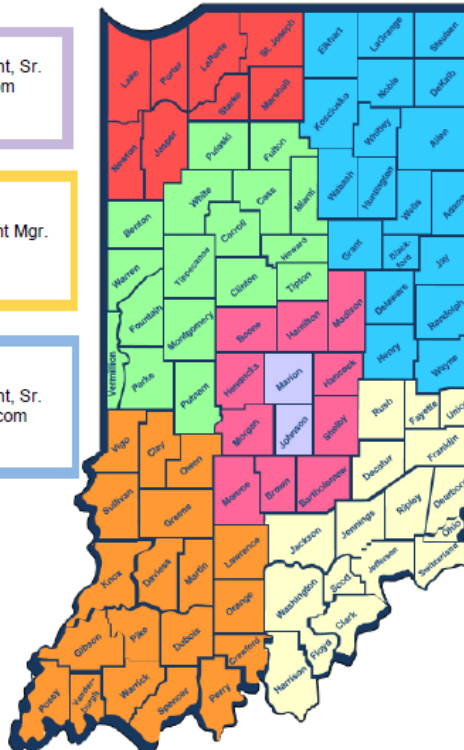 nt, Sr.
om
nt Mgr.
nt, Sr.
com
Lake
Porter
LaPorte
St. Joseph
Elkhart
LaGrange
Steuben
Noble
DeKalb
Starke
Marshall
Kosciusko
Whitley
Allen
Newton
Jasper
Pulaski
Fulton
Wabash
Huntington
Wells
Adams
White
Cass
Miami
Benton
Carroll
Howard
Grant
Black-
ford
Jay
Warren
Tippecanoe
Clinton
Tipton
Delaware
Randolph
Fountain
Montgomery
Boone
Hamilton
Madison
Henry
Wayne
Vermillion
Parke
Putnam
Hendricks
Marion
Hancock
Rush
Fayette
Union
Morgan
Johnson
Shelby
Franklin
Vigo
Clay
Owen
Decatur
Monroe
Brown
Bartholomew
Ripley
Dearborn
Sullivan
Greene
Jackson
Jennings
Ohio
Switzerland
Jefferson
Lawrence
Knox
Daviess
Martin
Washington
Scott
Orange
Clark
Gibson
Pike
Dubois
Crawford
Floyd
Harrison
Posey
Vander-
burgh
Warrick
Spencer
Perry